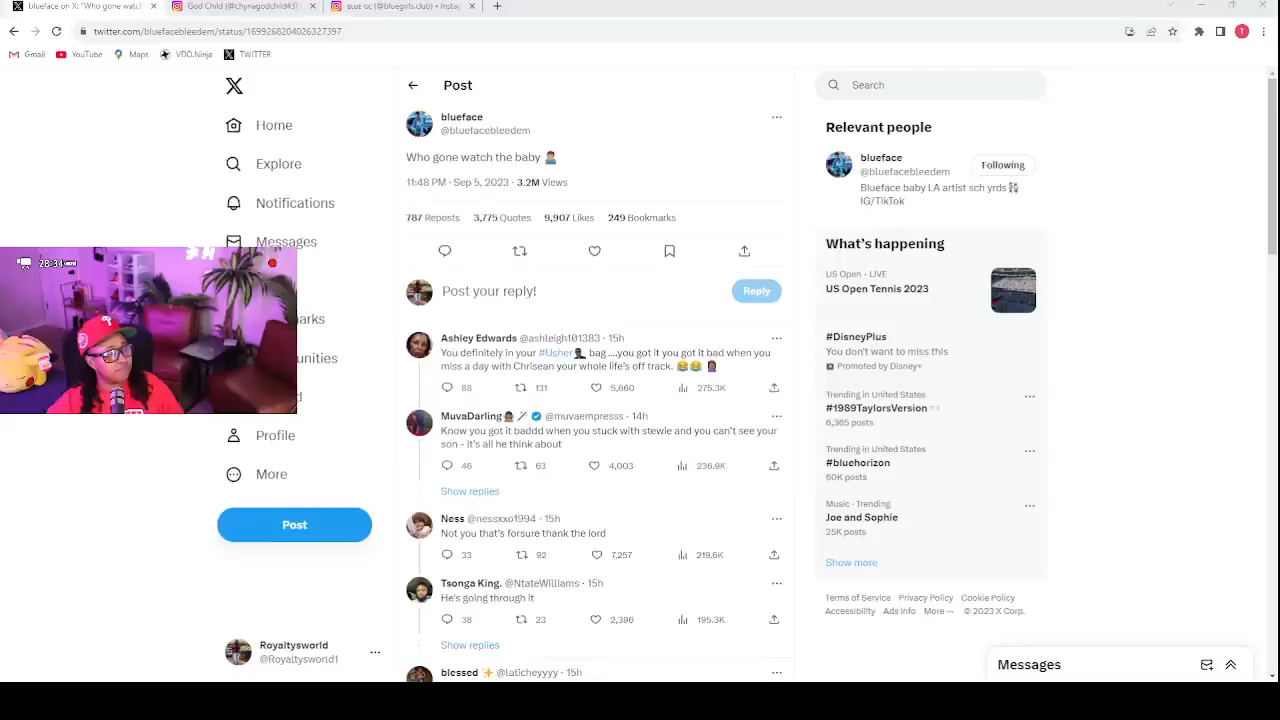 blueface on X: "Who gone watch
God Child (@chynagodchild43)
BLUE GC (@bluegirls.club) • Instag
twitter.com/bluefacebleedem/status/1699268204026327397
Gmail
YouTube
Maps
VDO.Ninja
TWITTER
Home
Explore
Notifications
Messages
Profile
More
Post
Royaltysworld
@Royaltysworld1
28:34
Post
blueface
@bluefacebleedem
Who gone watch the baby
11:48 PM · Sep 5, 2023 · 3.2M Views
787 Reposts 3,775 Quotes 9,907 Likes 249 Bookmarks
Post your reply!
Reply
Ashley Edwards @ashleigh101383 · 15h
You definitely in your #Usher bag ....you got it you got it bad when you
miss a day with Chrisean your whole life's off track.
88 131 5,660 275.3K
MuvaDarling @muvaempresss · 14h
Know you got it baddd when you stuck with stewie and you can't see your
son - it's all he think about
46 63 4,003 236.9K
Show replies
Ness @nessxxo1994 · 15h
Not you that's forsure thank the lord
33 92 7,257 219.6K
Tsonga King. @NtateWilliams · 15h
He's going through it
38 23 2,396 195.3K
Show replies
blessed @laticheyyyy · 15h
Search
Relevant people
blueface
@bluefacebleedem
Following
Blueface baby LA artist sch yrds
IG/TikTok
What's happening
US Open · LIVE
US Open Tennis 2023
#DisneyPlus
You don't want to miss this
Promoted by Disney+
Trending in United States
#1989TaylorsVersion
6,365 posts
Trending in United States
#bluehorizon
60K posts
Music · Trending
Joe and Sophie
25K posts
Show more
Terms of Service Privacy Policy Cookie Policy
Accessibility Ads info More ··· © 2023 X Corp.
Messages